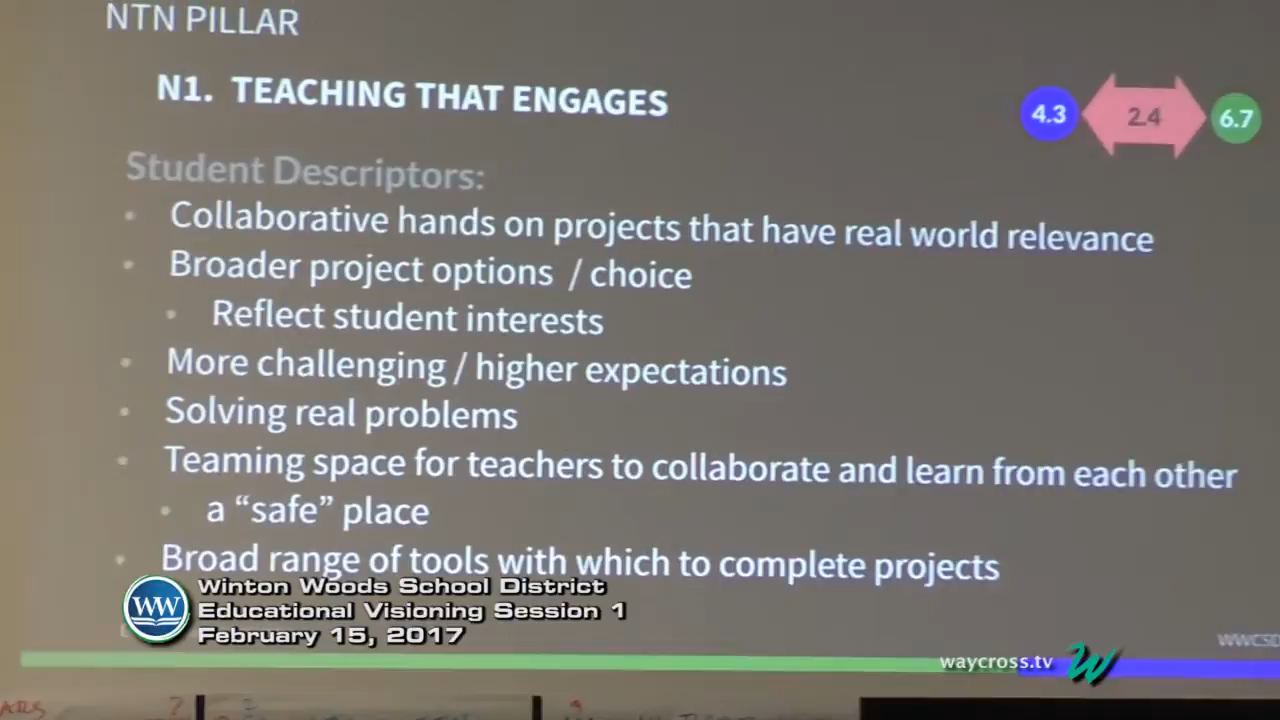 NTN PILLAR
N1. TEACHING THAT ENGAGES
4.3 2.4 6.7
Student Descriptors:
• Collaborative hands on projects that have real world relevance
• Broader project options / choice
• Reflect student interests
• More challenging / higher expectations
• Solving real problems
• Teaming space for teachers to collaborate and learn from each other
• a “safe” place
• Broad range of tools with which to complete projects
WW
Winton Woods School District
Educational Visioning Session 1
February 15, 2017
WWCSD
waycross.tv W